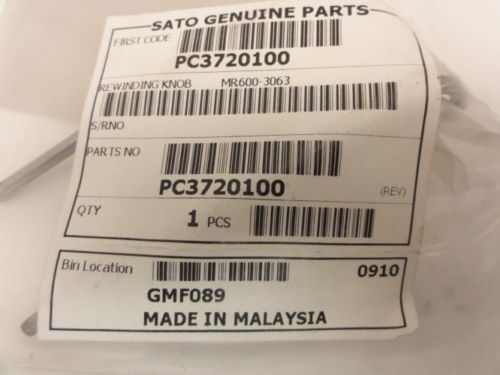 SATO GENUINE PARTS
FIRST CODE
PC3720100
REWINDING KNOB MR600-3063
S/RNO
PARTS NO
PC3720100 (REV)
QTY 1 PCS
Bin Location 0910
GMF089
MADE IN MALAYSIA